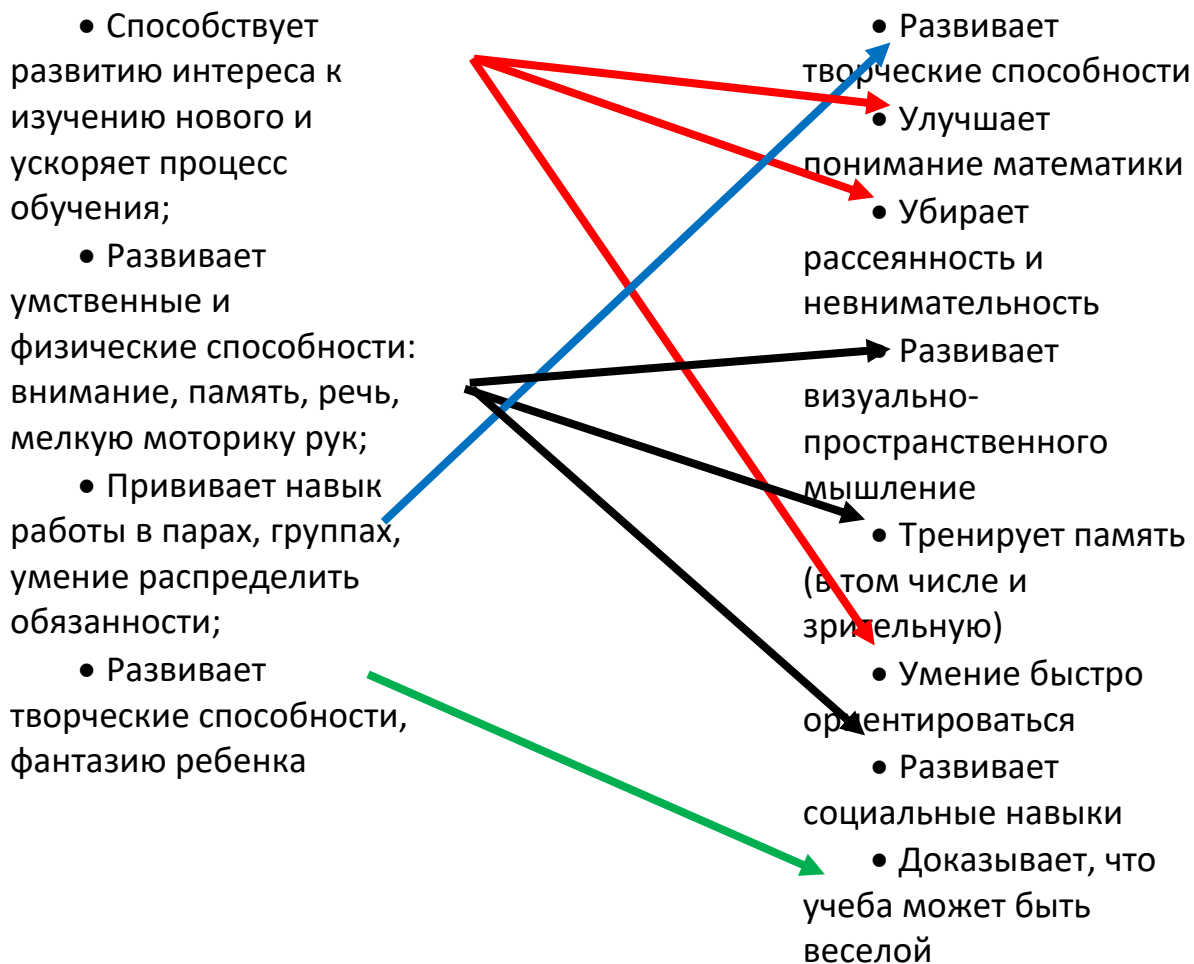 • Способствует
развитию интереса к
изучению нового и
ускоряет процесс
обучения;
• Развивает
умственные и
физические способности:
внимание, память, речь,
мелкую моторику рук;
• Прививает навык
работы в парах, группах,
умение распределить
обязанности;
• Развивает
творческие способности,
фантазию ребенка
• Развивает
творческие способности
• Улучшает
понимание математики
• Убирает
рассеянность и
невнимательность
• Развивает
визуально-
пространственного
мышление
• Тренирует память
(в том числе и
зрительную)
• Умение быстро
ориентироваться
• Развивает
социальные навыки
• Доказывает, что
учеба может быть
веселой